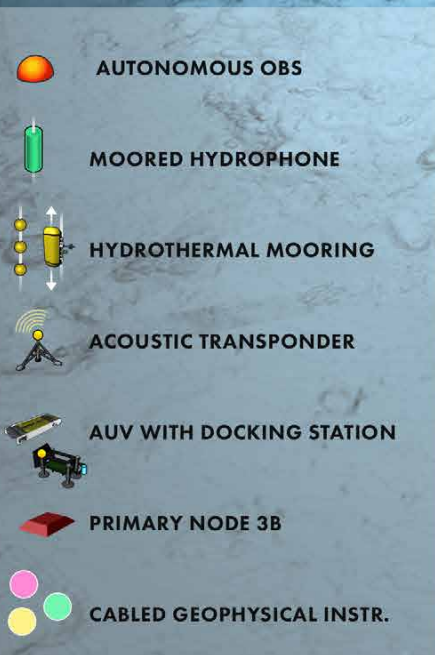 AUTONOMOUS OBS
MOORED HYDROPHONE
HYDROTHERMAL MOORING
ACOUSTIC TRANSPONDER
AUV WITH DOCKING STATION
PRIMARY NODE 3B
CABLED GEOPHYSICAL INSTR.